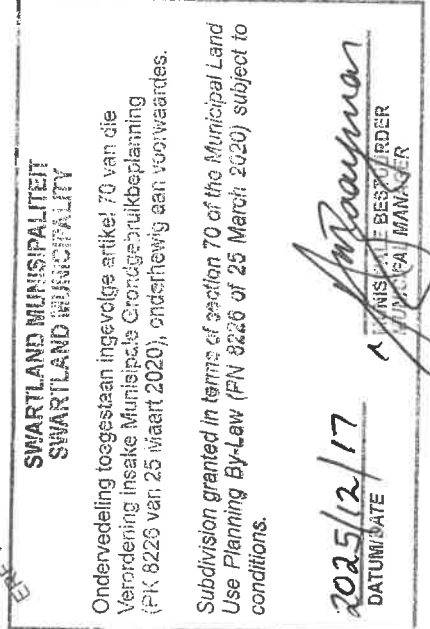 SWARTLAND MUNISIPALITEIT
SWARTLAND MUNICIPALITY
Ondervedeling toegestaan ingevolge artikel 70 van die
Verordening insake Munisipale Grondgebruikbeplanning
(PK 8226 van 25 Maart 2020), onderhewig aan voorwaardes.
Subdivision granted in terms of section 70 of the Municipal Land
Use Planning By-Law (PN 8226 of 25 March 2020) subject to
conditions.
2025/12/17
DATUM/DATE
MUNISIPALE BESTUURDER
MUNICIPAL MANAGER